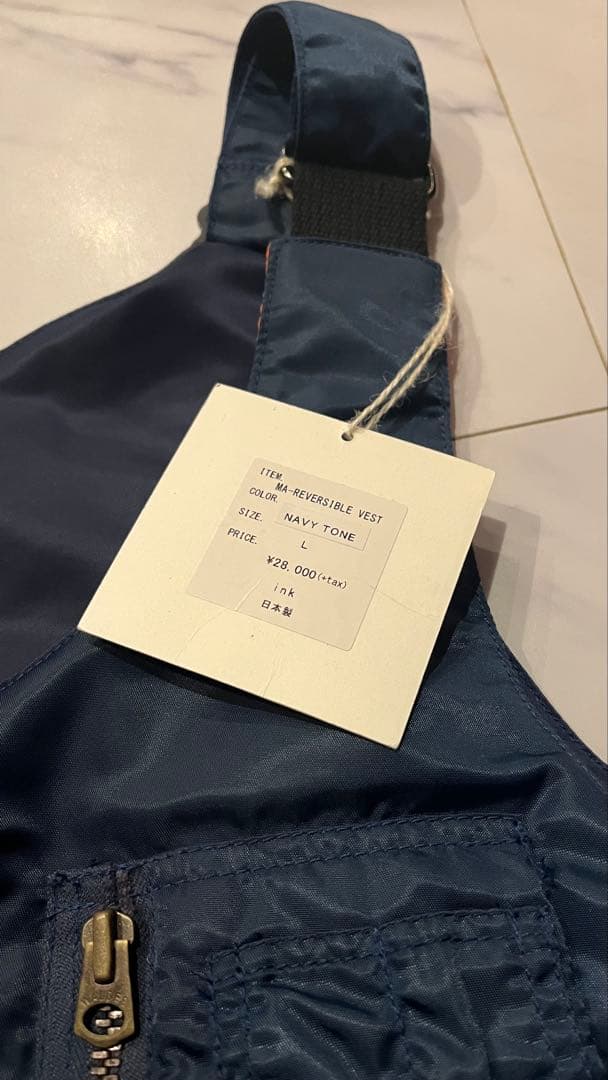 ITEM.
MA-REVERSIBLE VEST
COLOR.
NAVY TONE
SIZE.
L
PRICE.
¥28.000(+tax)
ink
日本製